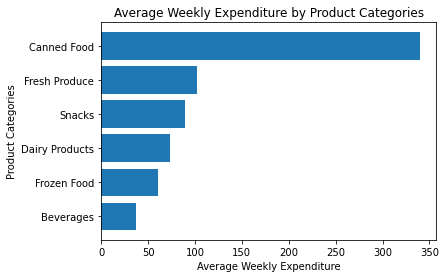 Average Weekly Expenditure by Product Categories
Product Categories
Canned Food
Fresh Produce
Snacks
Dairy Products
Frozen Food
Beverages
0 50 100 150 200 250 300 350
Average Weekly Expenditure